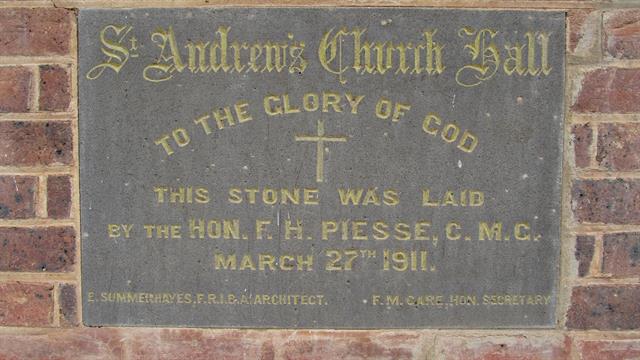 St Andrew's Church Hall
TO THE GLORY OF GOD
THIS STONE WAS LAID
BY THE HON. F. H. PIESSE, C. M. G.
MARCH 27TH 1911.
E. SUMMERHAYES, F.R.I.B.A. ARCHITECT. F. M. CARE, HON. SECRETARY